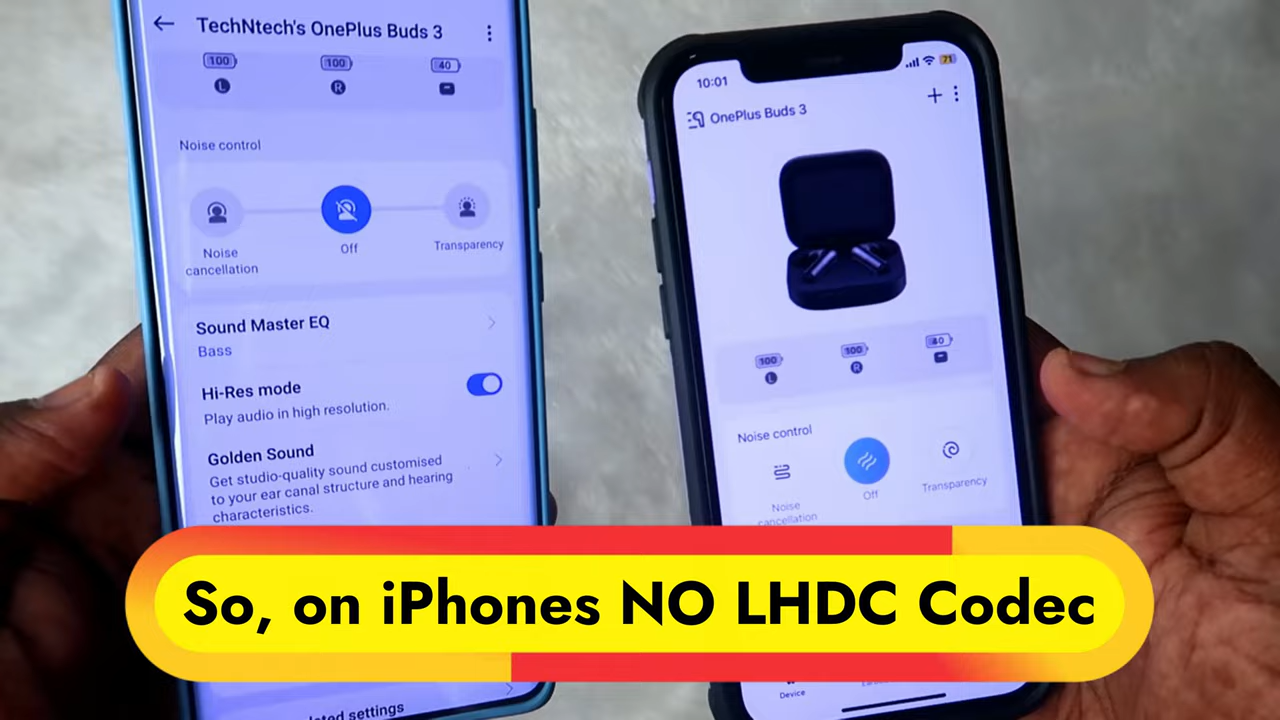 TechNtech's OnePlus Buds 3
100
100
40
L
R
Noise control
Noise
cancellation
Off
Transparency
Sound Master EQ
Bass
Hi-Res mode
Play audio in high resolution.
Golden Sound
Get studio-quality sound customised
to your ear canal structure and hearing
characteristics.
settings
10:01
71
OnePlus Buds 3
100
100
L
R
Noise control
Noise
cancellation
Off
Transparency
Device
So, on iPhones NO LHDC Codec